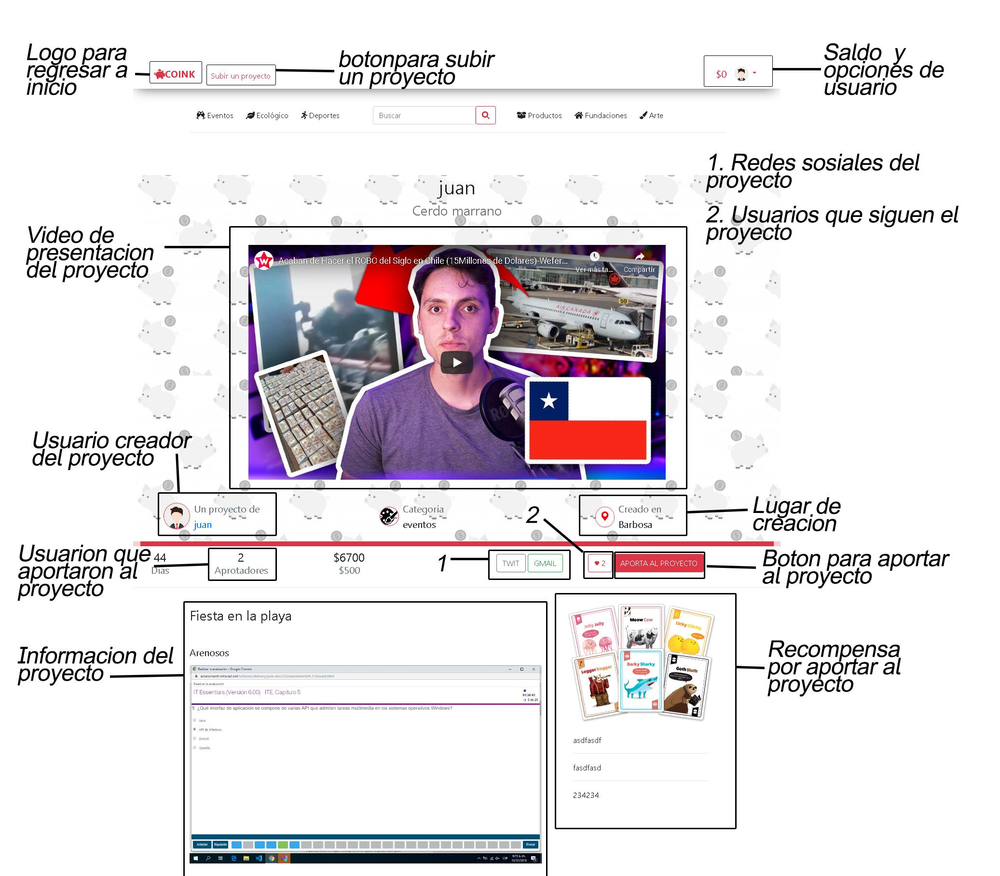 Logo para
regresar a
inicio
COINK
Subir un proyecto
botonpara subir
un proyecto
$0
Saldo y
opciones de
usuario
Eventos
Ecológico
Deportes
Buscar
Productos
Fundaciones
Arte
1. Redes sosiales del
proyecto
2. Usuarios que siguen el
proyecto
juan
Cerdo marrano
Video de
presentacion
del proyecto
W
Acaban de Hacer el ROBO del Siglo en Chile (15Millones de Dolares)-Wefer...
Ver más ta...
Compartir
50
AIR CANADA
Usuario creador
del proyecto
Un proyecto de
juan
Categoria
eventos
2
Creado en
Barbosa
Lugar de
creacion
Usuarion que
aportaron al
proyecto
44
Dias
2
Aprotadores
$6700
$500
1
TWIT
GMAIL
2
APORTA AL PROYECTO
Boton para aportar
al proyecto
Informacion del
proyecto
Fiesta en la playa
Arenosos
Realizar la evaluación - Google Chrome
assessment.netacad.net/virtuoso/delivery/pub-doc/2.0/assessment/fs.1.0/exam.html
Realizar la evaluación
IT Essentials (Versión 6.00) ITE, Capítulo 5
01:34:43
5 de 25
5 ¿Qué interfaz de aplicación se compone de varias API que admiten tareas multimedia en los sistemas operativos Windows?
Java
API de Windows
DirectX
OpenGL
Anterior
Siguiente
Enviar
ESP
6:15 a. m.
11/12/2019
Jelly Jelly
Meow Cow
Licky Chicky
Logger Dogger
Barky Sharky
Goth Sloth
asdfasdf
fasdfasd
234234
Recompensa
por aportar al
proyecto